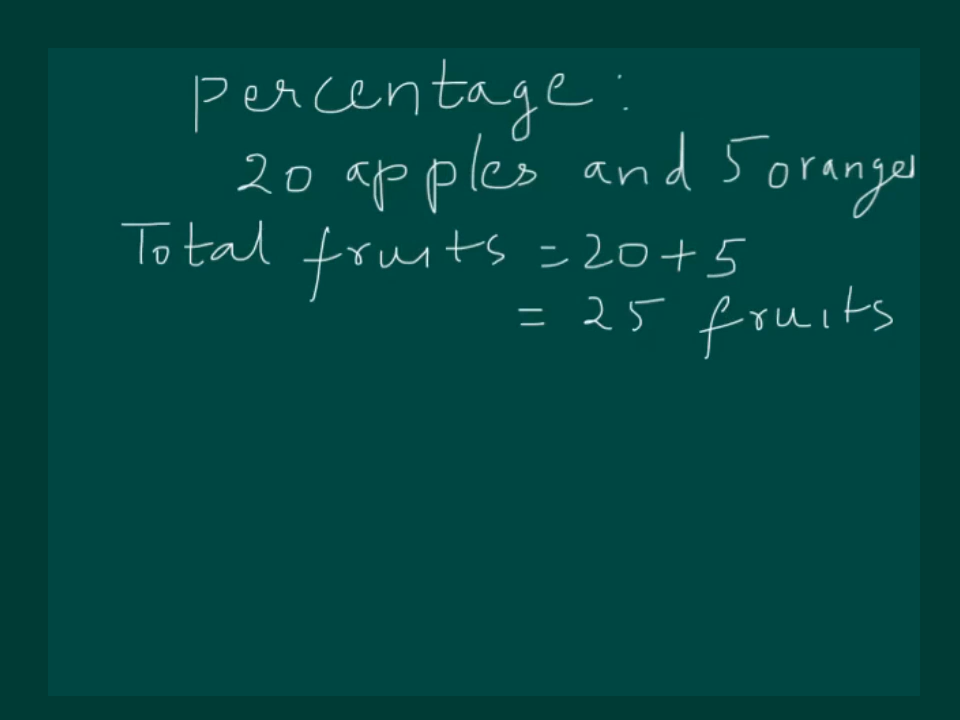 percentage:
20 apples and 5 oranges
Total fruits = 20 + 5
= 25 fruits